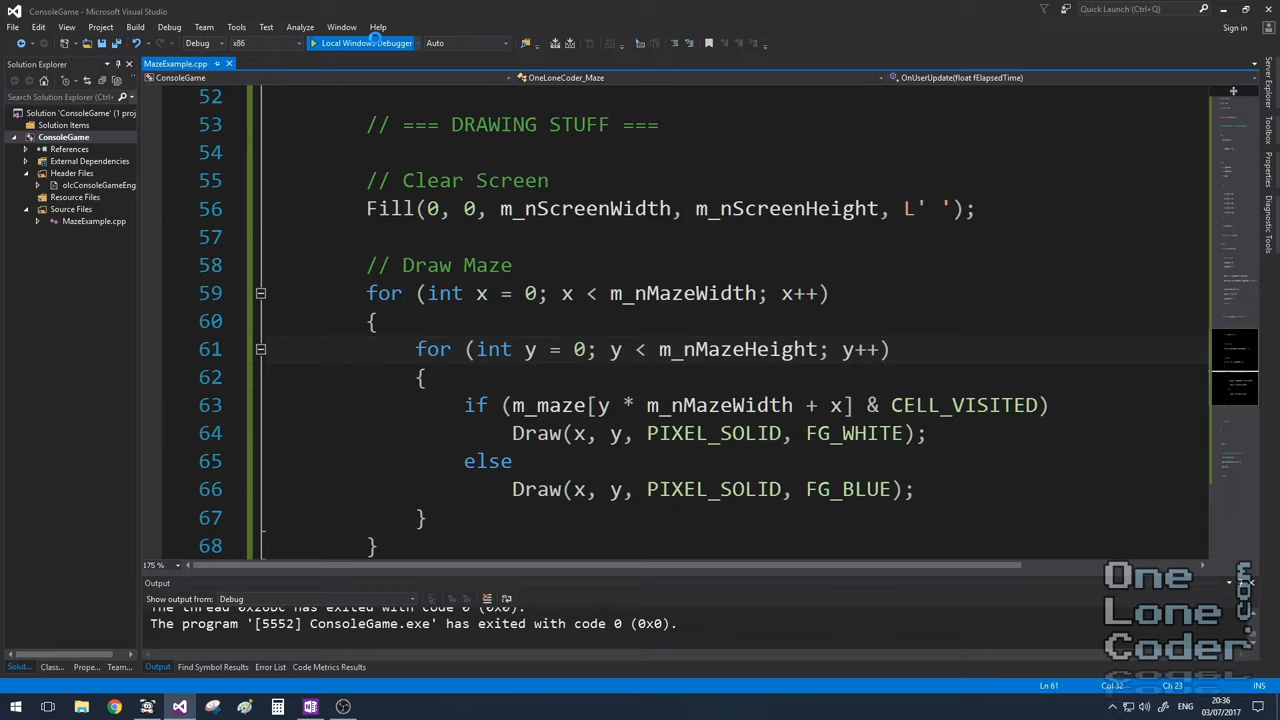 ConsoleGame - Microsoft Visual Studio
Quick Launch (Ctrl+Q)
File Edit View Project Build Debug Team Tools Test Analyze Window Help
Sign in
Debug x86 Local Windows Debugger Auto
Solution Explorer
MazeExample.cpp
ConsoleGame
OneLoneCoder_Maze
OnUserUpdate(float fElapsedTime)
Search Solution Explorer (Ctrl+
Solution 'ConsoleGame' (1 proj
Solution Items
ConsoleGame
References
External Dependencies
Header Files
olcConsoleGameEng
Resource Files
Source Files
MazeExample.cpp
52
53 // === DRAWING STUFF ===
54
55 // Clear Screen
56 Fill(0, 0, m_nScreenWidth, m_nScreenHeight, L' ');
57
58 // Draw Maze
59 for (int x = 0; x < m_nMazeWidth; x++)
60 {
61 for (int y = 0; y < m_nMazeHeight; y++)
62 {
63 if (m_maze[y * m_nMazeWidth + x] & CELL_VISITED)
64 Draw(x, y, PIXEL_SOLID, FG_WHITE);
65 else
66 Draw(x, y, PIXEL_SOLID, FG_BLUE);
67 }
68 }
Server Explorer
Toolbox
Properties
Diagnostic Tools
175 %
Output
Show output from: Debug
The thread 0x26DC has exited with code 0 (0x0).
The program '[5552] ConsoleGame.exe' has exited with code 0 (0x0).
One
Lone
Coder
.com
Solut... Class... Prope... Team... Output Find Symbol Results Error List Code Metrics Results
Ln 61 Col 32 Ch 23 INS
ENG
20:36
03/07/2017